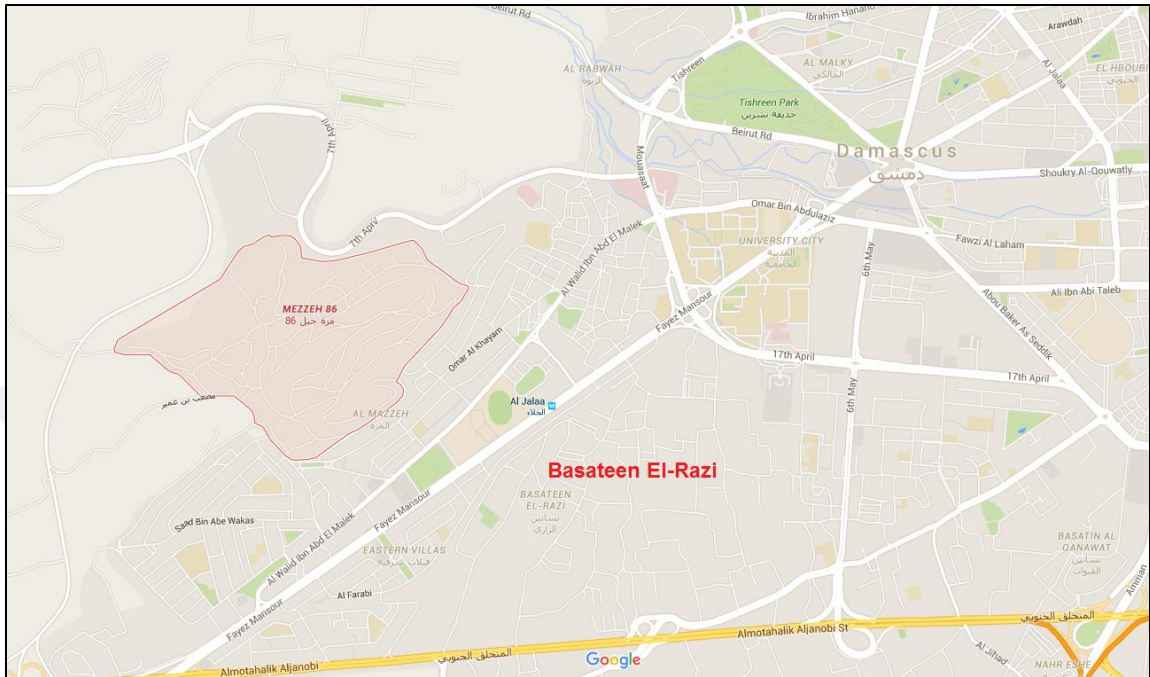 Beirut Rd
Ibrahim Hanano
Arawdah
AL RABWAH
الربوة
AL MALKY
المالكي
Al Jalaa
EL HBOUBI
الحبوبي
Tishreen
Tishreen Park
حديقة تشرين
Beirut Rd
7th April
Damascus
دمشق
Mouasaat
Shoukry Al-Qouwatly
7th April
Omar Bin Abdulaziz
Al Walid Ibn Abd El Malek
UNIVERSITY CITY
المدينة
الجامعية
6th May
Fawzi Al Laham
Ali Ibn Abi Taleb
MEZZEH 86
مزة جبل 86
Fayez Mansour
Abou Baker As Seddik
Omar Al Khayam
17th April
17th April
مصعب بن عمير
AL MAZZEH
المزة
Al Jalaa
الجلاء
6th May
Basateen El-Razi
BASATEEN
EL-RAZI
بساتين
الرازي
Saad Bin Abe Wakas
Al Walid Ibn Abd El Malek
Fayez Mansour
EASTERN VILLAS
فيلات شرقية
BASATIN AL
QANAWAT
بساتين
القنوات
Al Farabi
Amman
Fayez Mansour
المتحلق الجنوبي
Almotahalik Aljanobi St
المتحلق الجنوبي
Google
Almotahalik Aljanobi
Al Jihad
NAHR ESHE